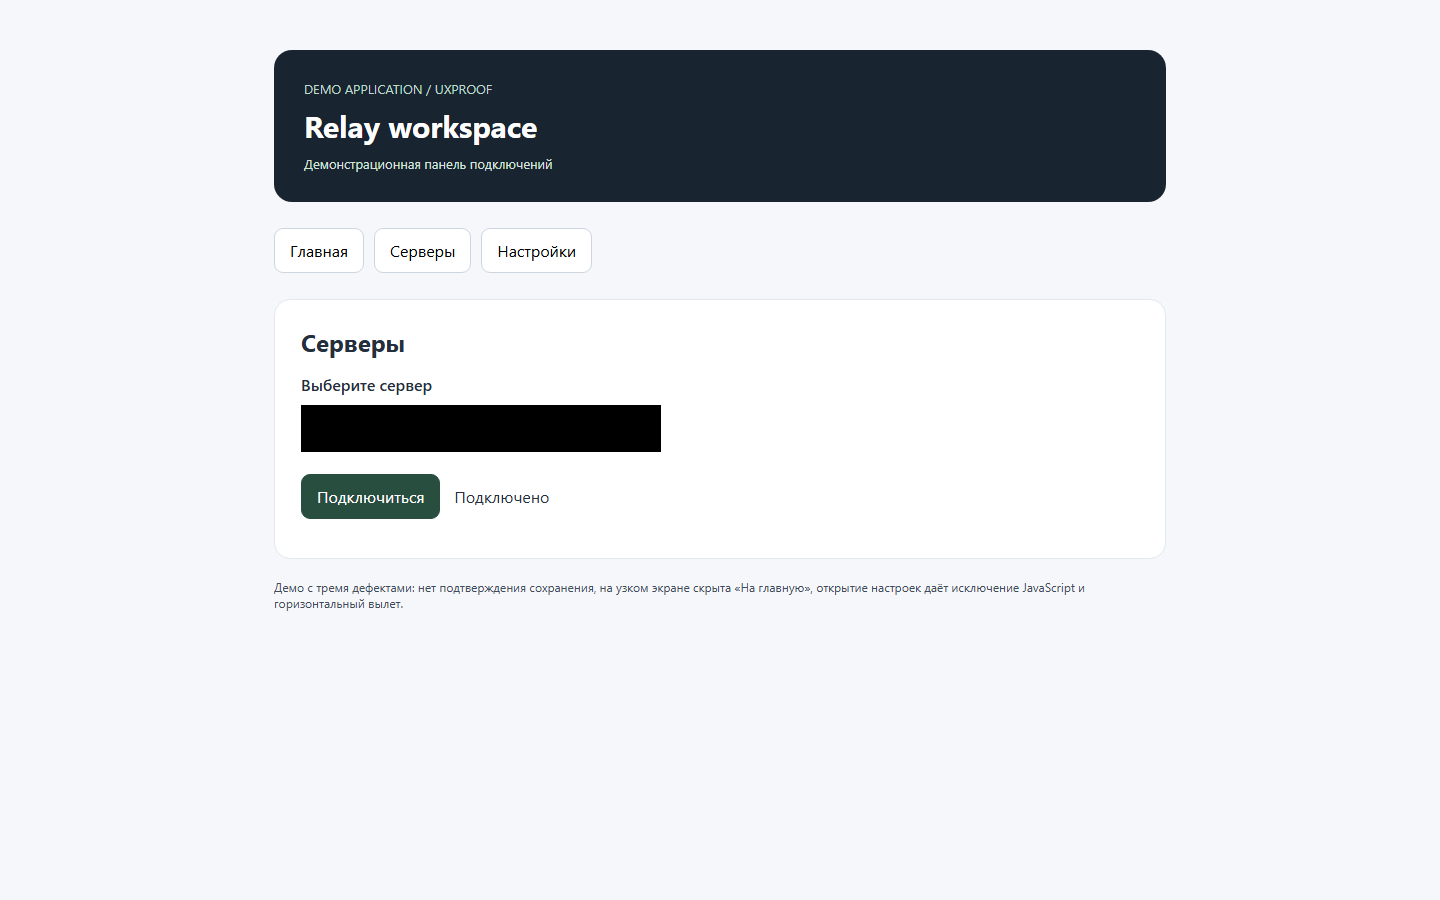 DEMO APPLICATION / UXPROOF
Relay workspace
Демонстрационная панель подключений
Главная
Серверы
Настройки
Серверы
Выберите сервер
Подключиться
Подключено
Демо с тремя дефектами: нет подтверждения сохранения, на узком экране скрыта «На главную», открытие настроек даёт исключение JavaScript и
горизонтальный вылет.